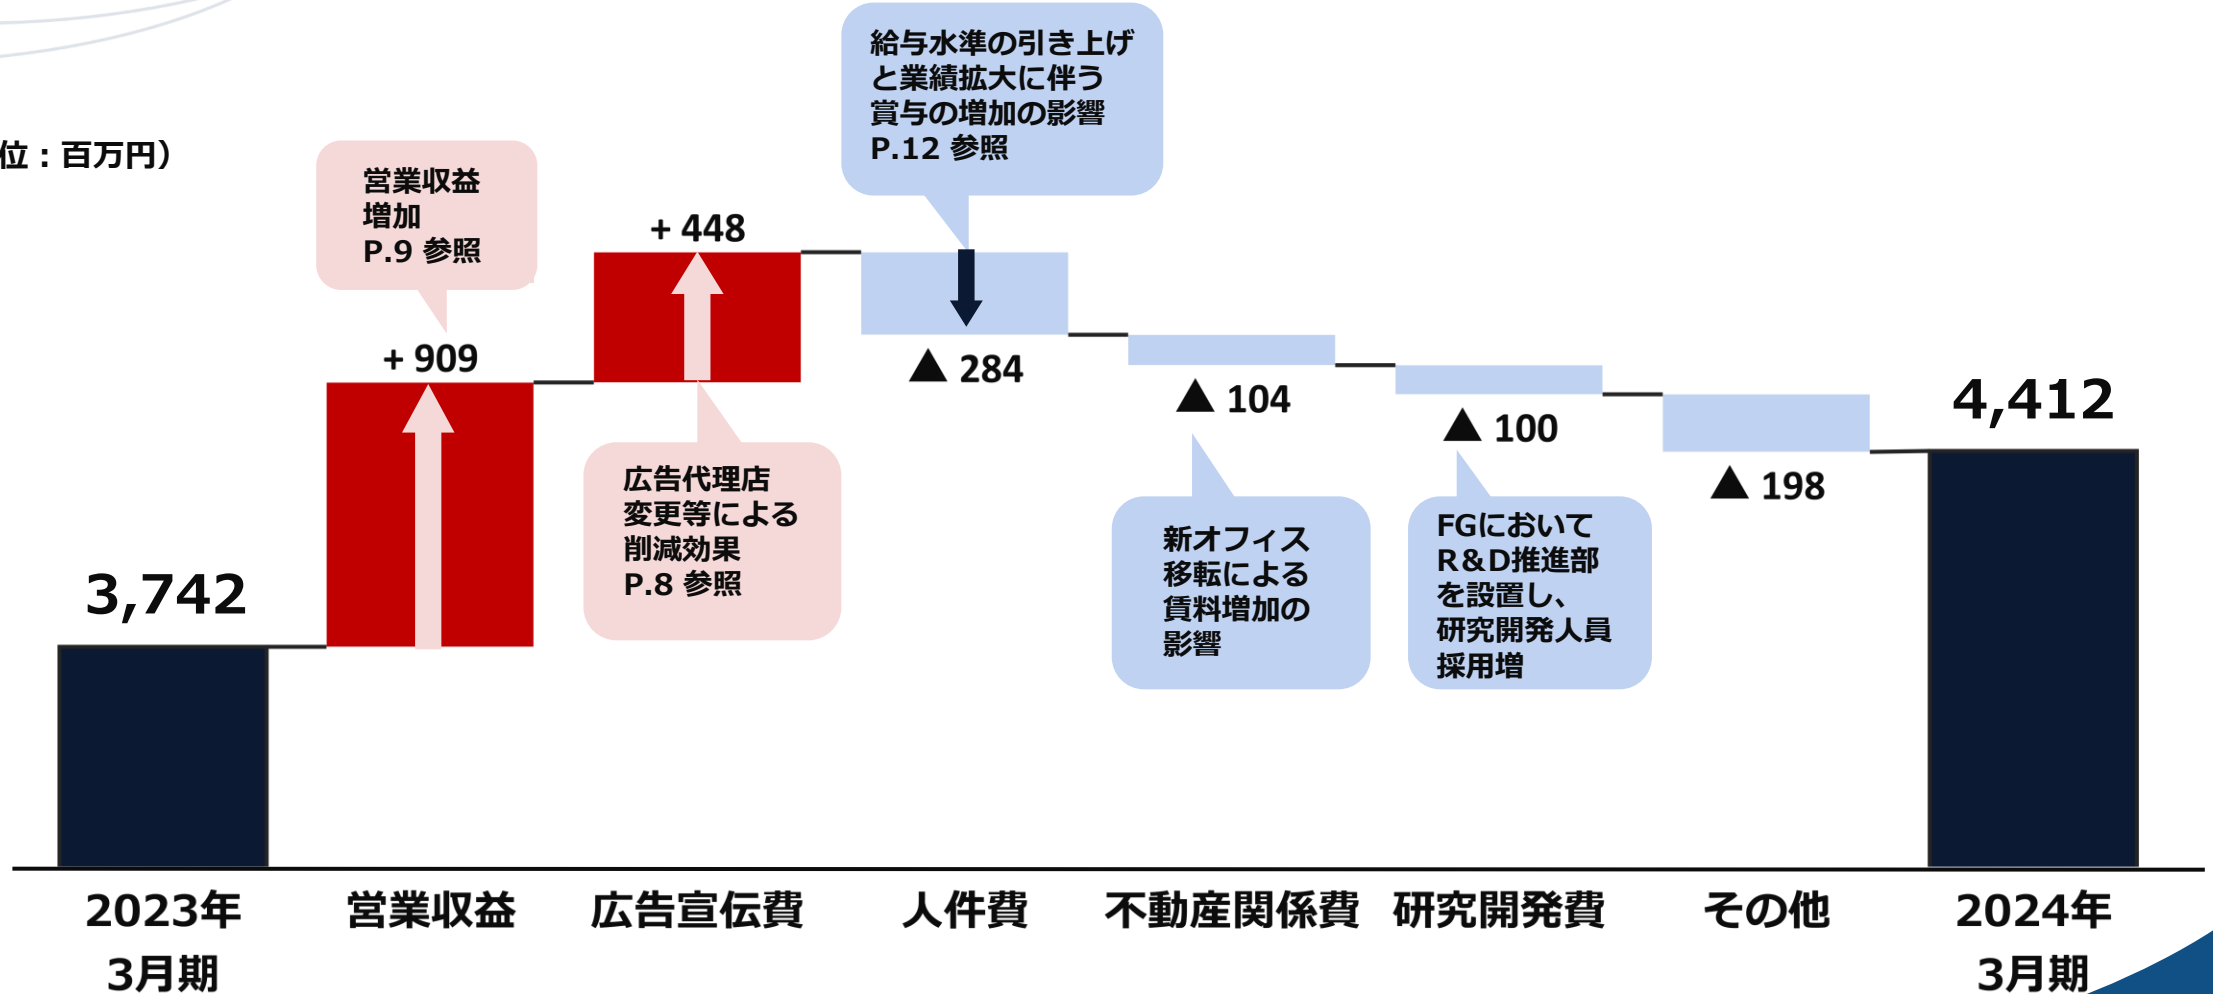 位：百万円）
営業収益
増加
P.9 参照
+ 909
+ 448
広告代理店
変更等による
削減効果
P.8 参照
給与水準の引き上げ
と業績拡大に伴う
賞与の増加の影響
P.12 参照
▲ 284
▲ 104
新オフィス
移転による
賃料増加の
影響
▲ 100
FGにおいて
R&D推進部
を設置し、
研究開発人員
採用増
▲ 198
3,742
4,412
2023年
3月期
営業収益
広告宣伝費
人件費
不動産関係費
研究開発費
その他
2024年
3月期